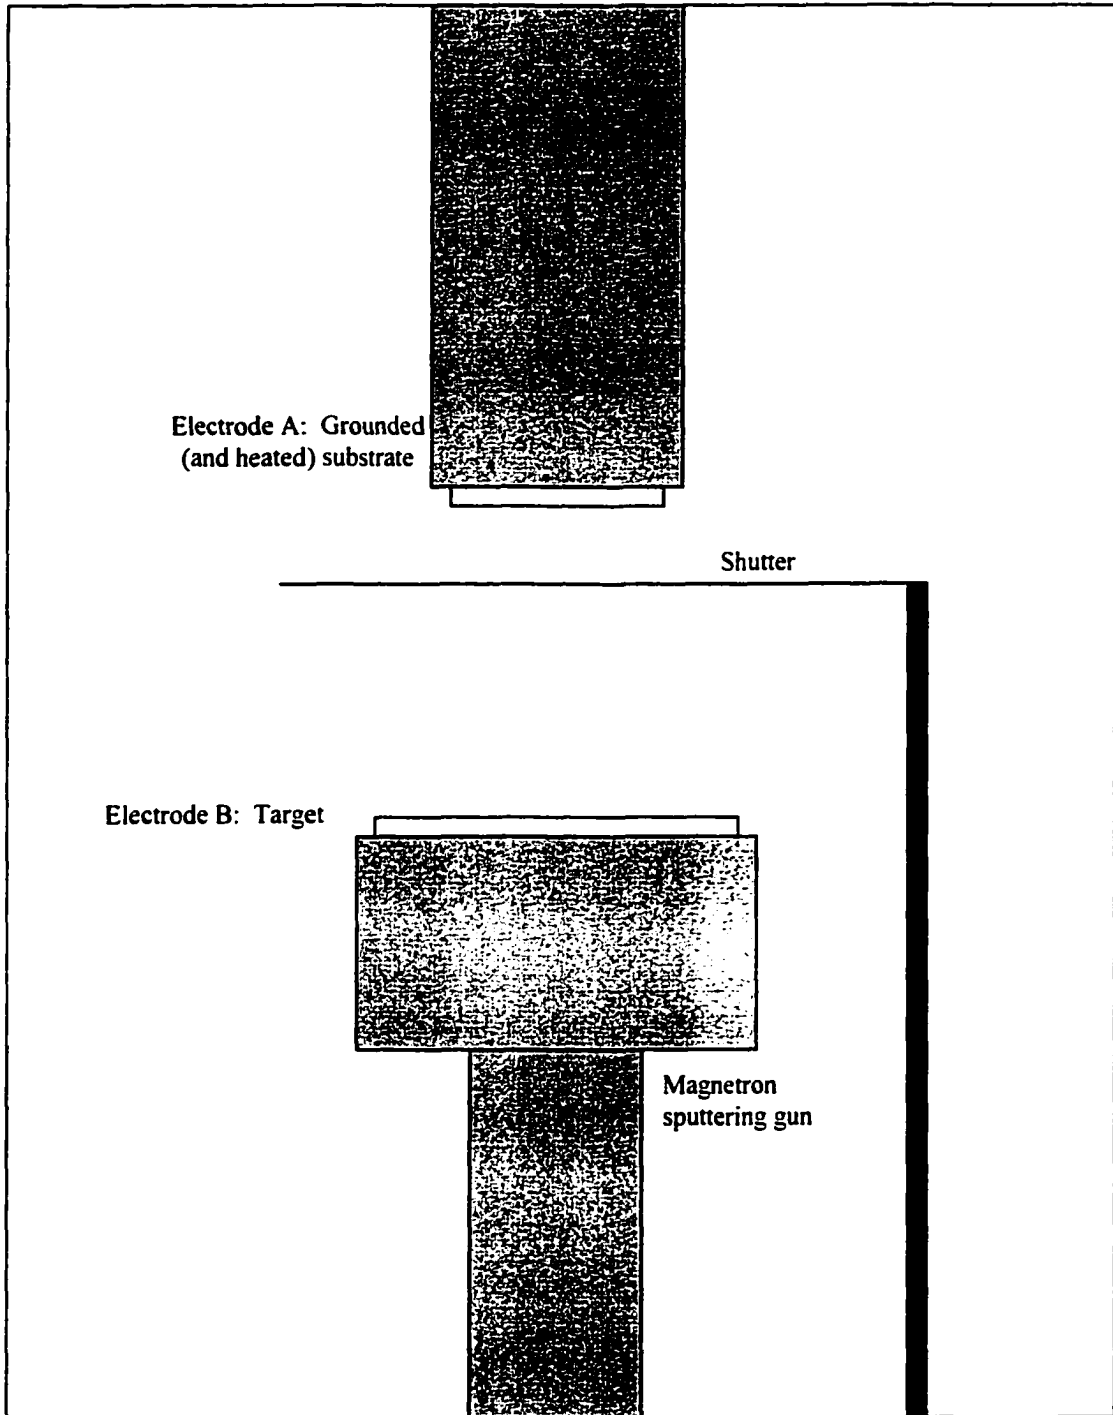 Electrode A: Grounded
(and heated) substrate
Shutter
Electrode B: Target
Magnetron
sputtering gun